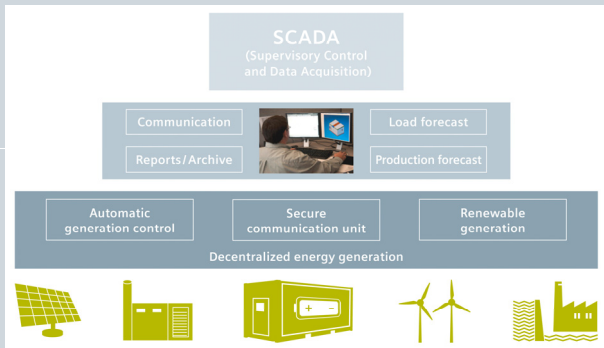 SCADA
(Supervisory Control
and Data Acquisition)
Communication
Load forecast
Reports/Archive
Production forecast
Automatic
generation control
Secure
communication unit
Renewable
generation
Decentralized energy generation
+ −